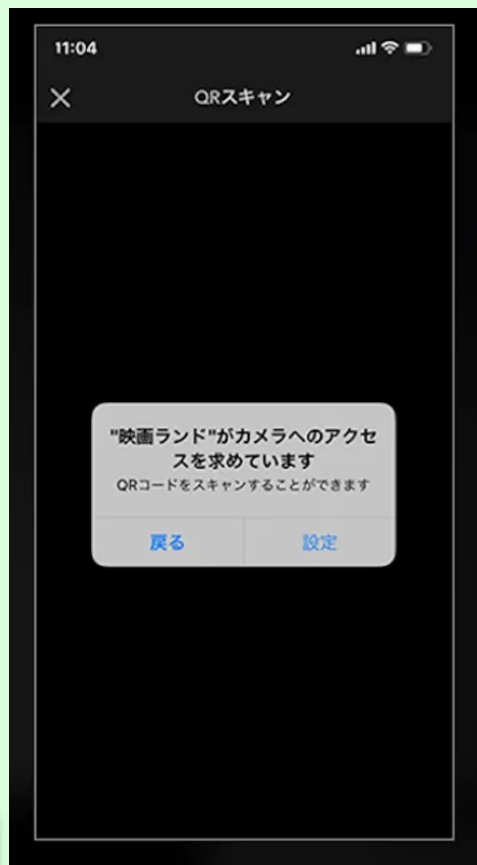 11:04
QRスキャン
"映画ランド"がカメラへのアクセ
スを求めています
QRコードをスキャンすることができます
戻る
設定